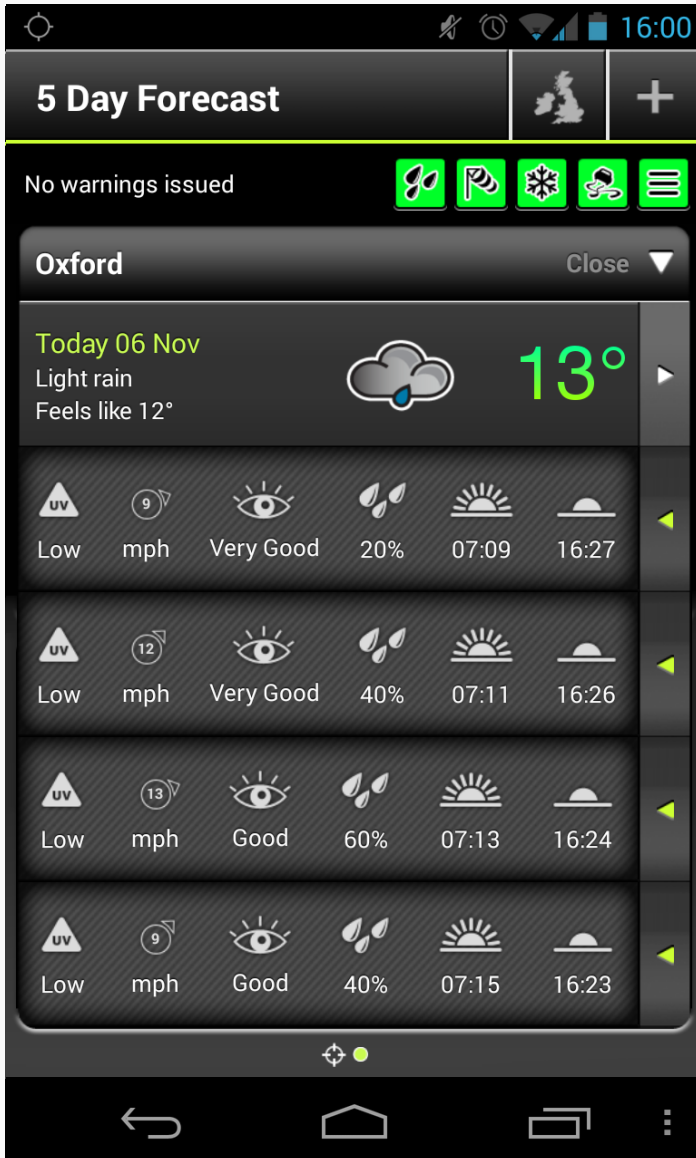 16:00
5 Day Forecast
No warnings issued
Oxford Close
Today 06 Nov
Light rain
Feels like 12°
13°
UV 9
Low mph Very Good 20% 07:09 16:27
UV 12
Low mph Very Good 40% 07:11 16:26
UV 13
Low mph Good 60% 07:13 16:24
UV 9
Low mph Good 40% 07:15 16:23